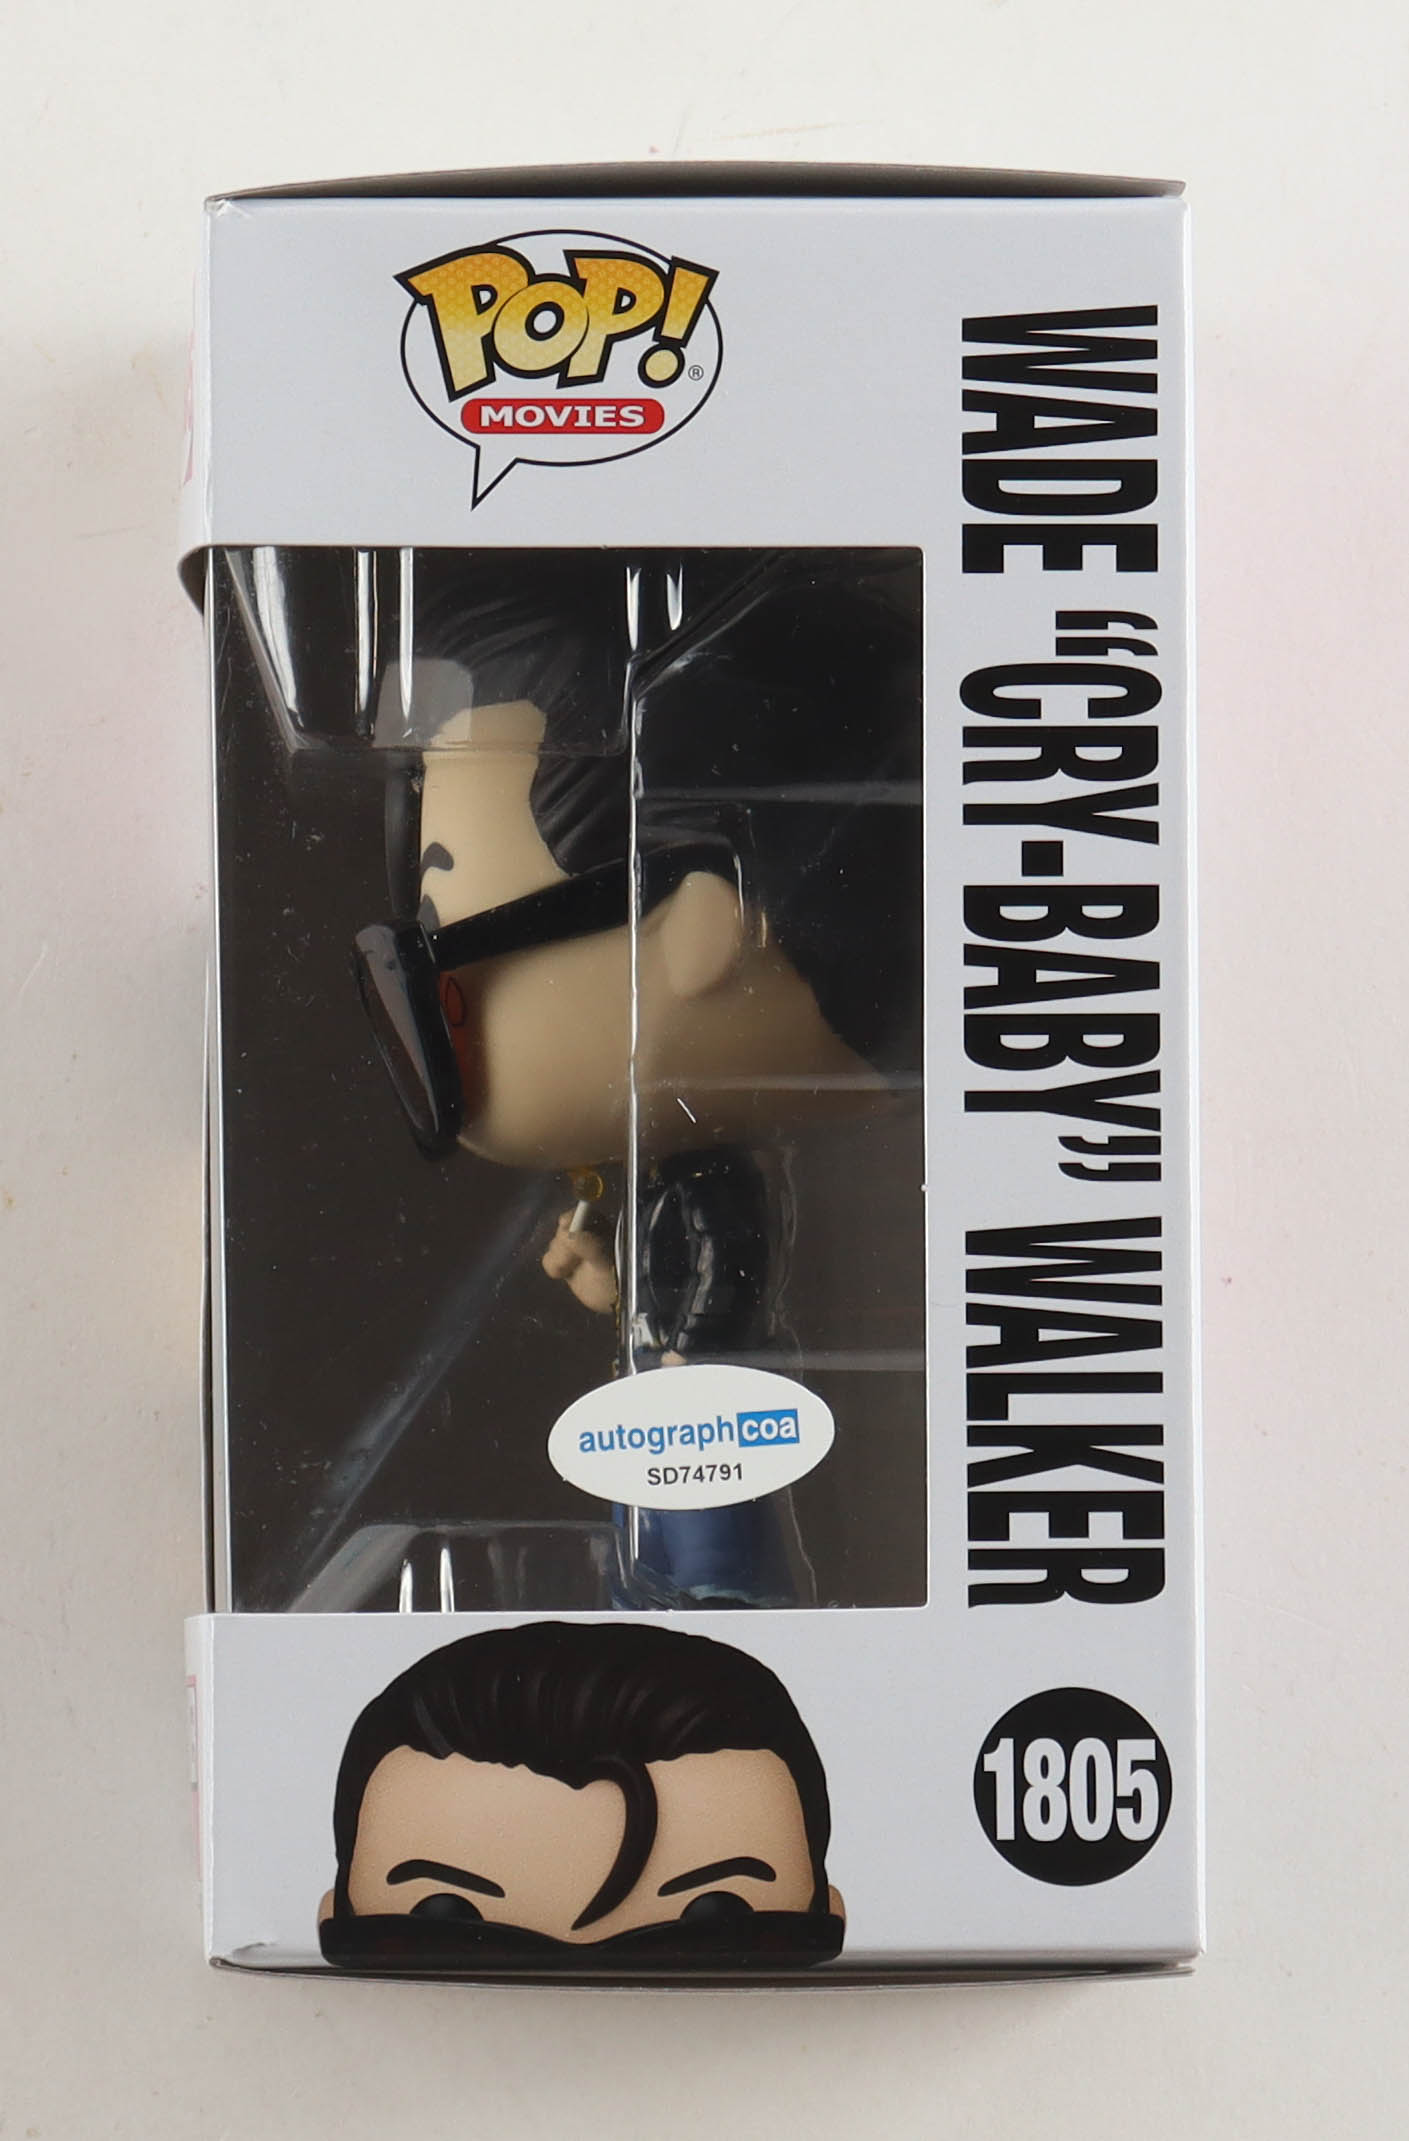 POP!®
MOVIES
WADE “CRY-BABY” WALKER
autographcoa
SD74791
1805